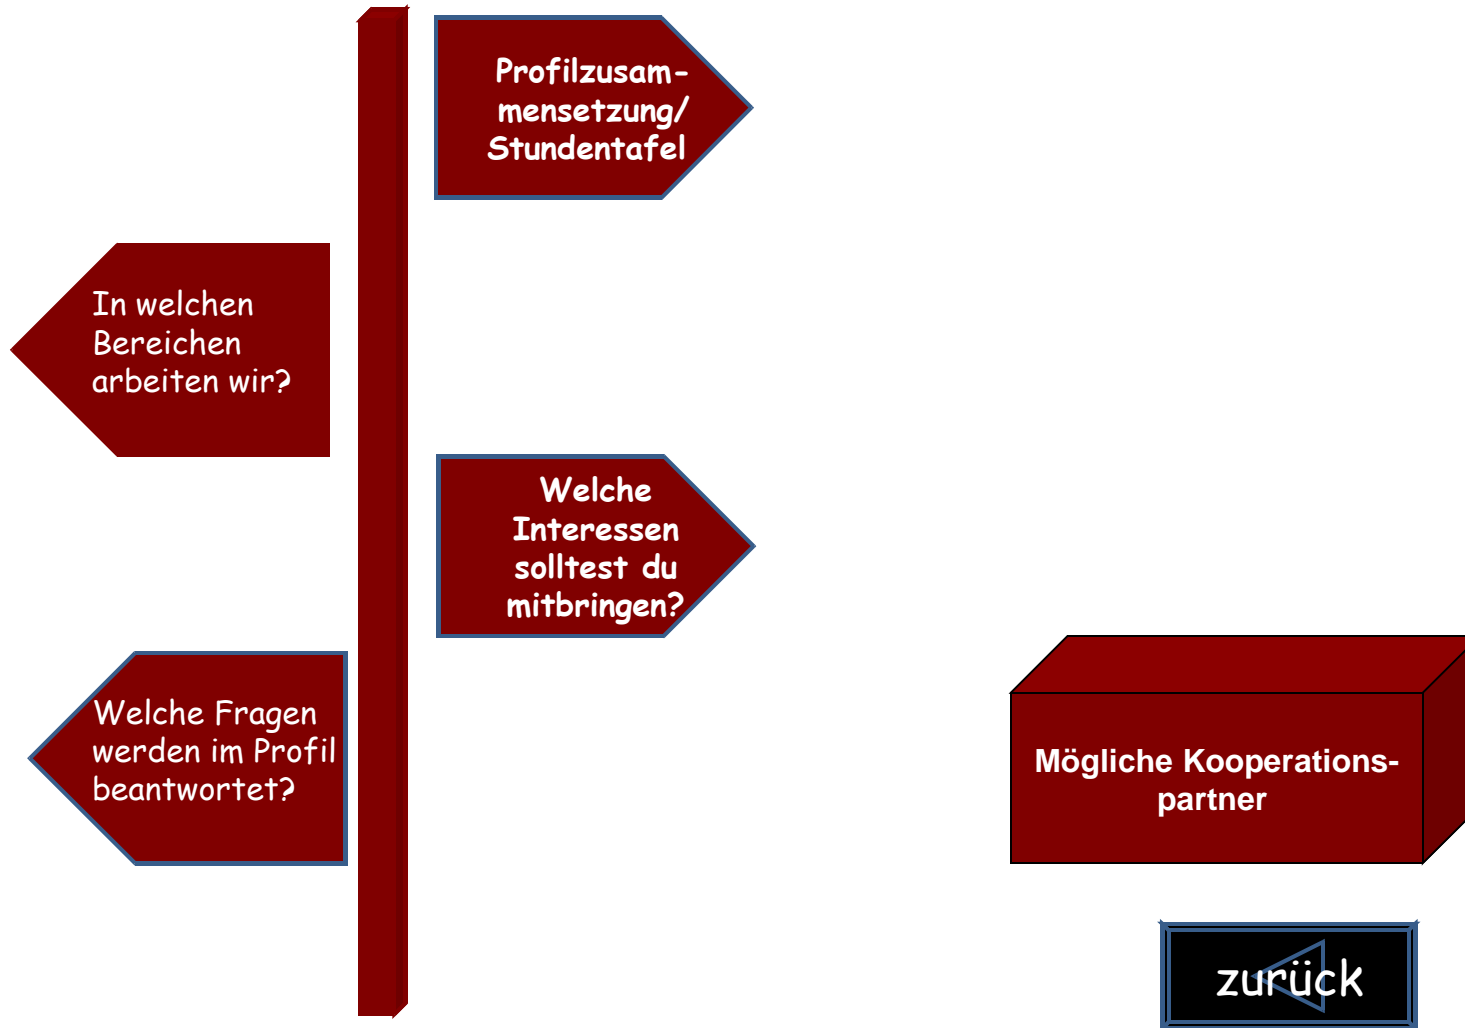 Profilzusam-
mensetzung/
Stundentafel
In welchen
Bereichen
arbeiten wir?
Welche
Interessen
solltest du
mitbringen?
Welche Fragen
werden im Profil
beantwortet?
Mögliche Kooperations-
partner
zurück